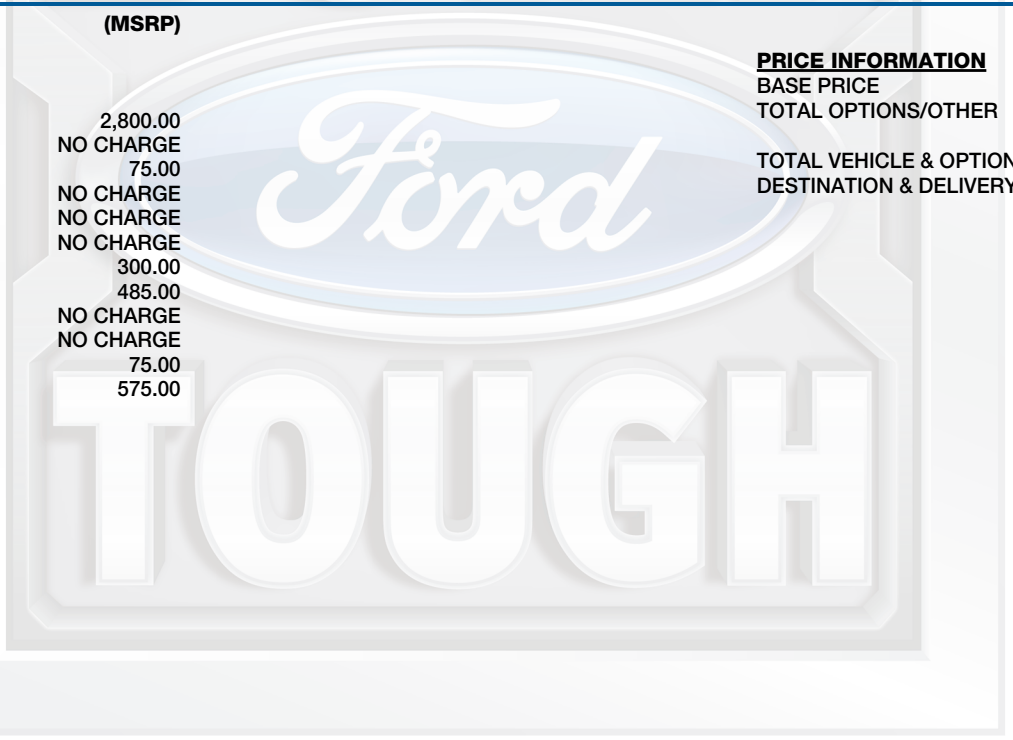 (MSRP)
2,800.00
NO CHARGE
75.00
NO CHARGE
NO CHARGE
NO CHARGE
300.00
485.00
NO CHARGE
NO CHARGE
75.00
575.00
PRICE INFORMATION
BASE PRICE
TOTAL OPTIONS/OTHER
TOTAL VEHICLE & OPTION
DESTINATION & DELIVERY
Ford
TOUGH